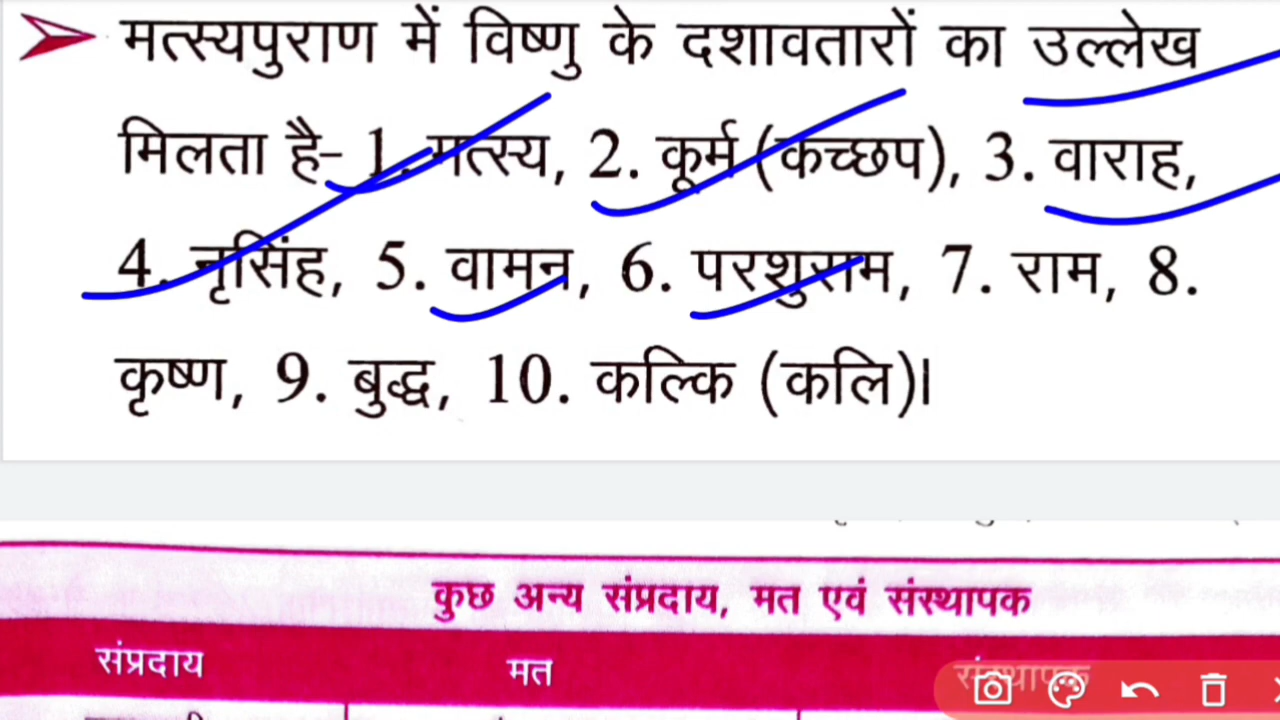 मत्स्यपुराण में विष्णु के दशावतारों का उल्लेख
मिलता है- 1. मत्स्य, 2. कूर्म (कच्छप), 3. वाराह,
4. नृसिंह, 5. वामन, 6. परशुराम, 7. राम, 8.
कृष्ण, 9. बुद्ध, 10. कल्कि (कलि)।
कुछ अन्य संप्रदाय, मत एवं संस्थापक
संप्रदाय मत संस्थापक